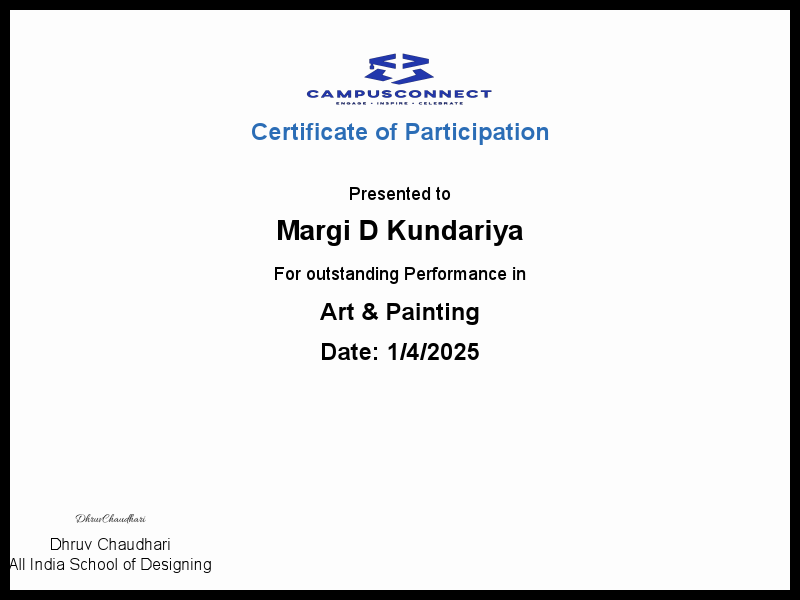 CAMPUSCONNECT
ENGAGE • INSPIRE • CELEBRATE
Certificate of Participation
Presented to
Margi D Kundariya
For outstanding Performance in
Art & Painting
Date: 1/4/2025
DhruvChaudhari
Dhruv Chaudhari
All India School of Designing